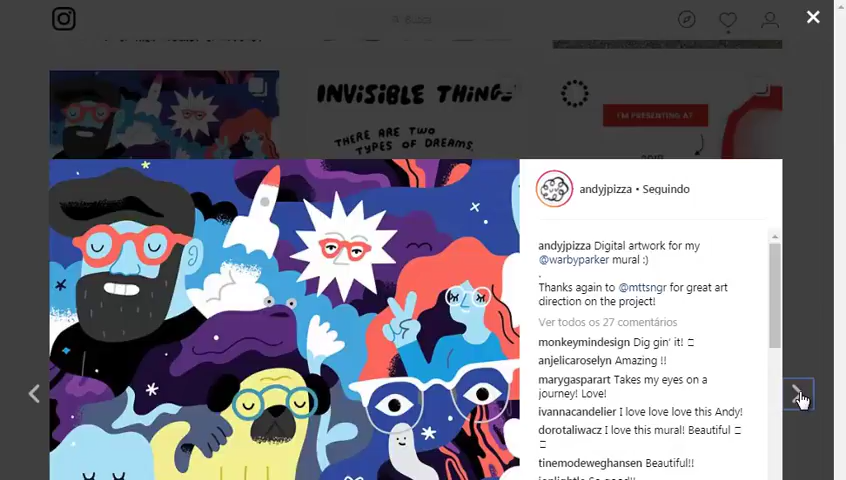 INVISIBLE THINGS
THERE ARE TWO
TYPES OF DREAMS.
I'M PRESENTING AT
andyjpizza • Seguindo
andyjpizza Digital artwork for my
@warbyparker mural :)
.
Thanks again to @mttsngr for great art
direction on the project!
Ver todos os 27 comentários
monkeymindesign Dig gin' it!
anjelicaroselyn Amazing !!
marygasparart Takes my eyes on a
journey! Love!
ivannacandelier I love love love this Andy!
dorotaliwacz I love this mural! Beautiful
tinemodeweghansen Beautiful!!